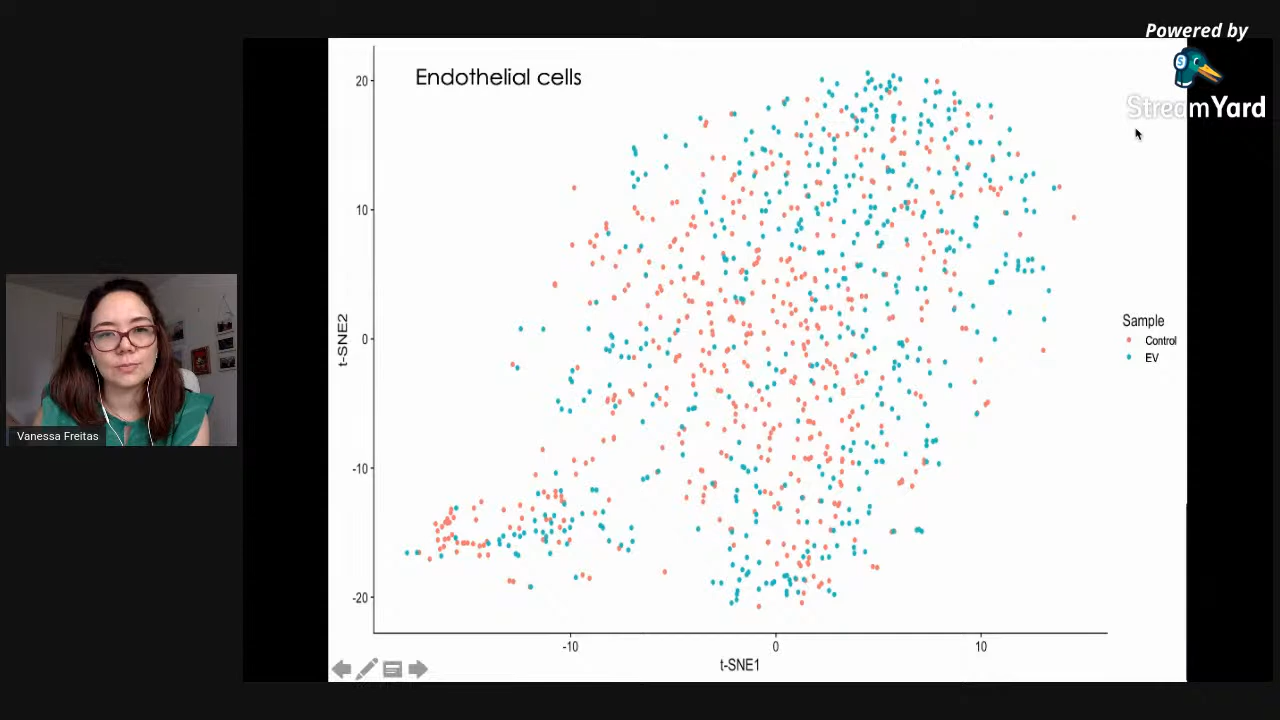 Powered by
StreamYard
Endothelial cells
20
10
0
-10
-20
t-SNE2
-10
0
10
t-SNE1
Sample
Control
EV
Vanessa Freitas